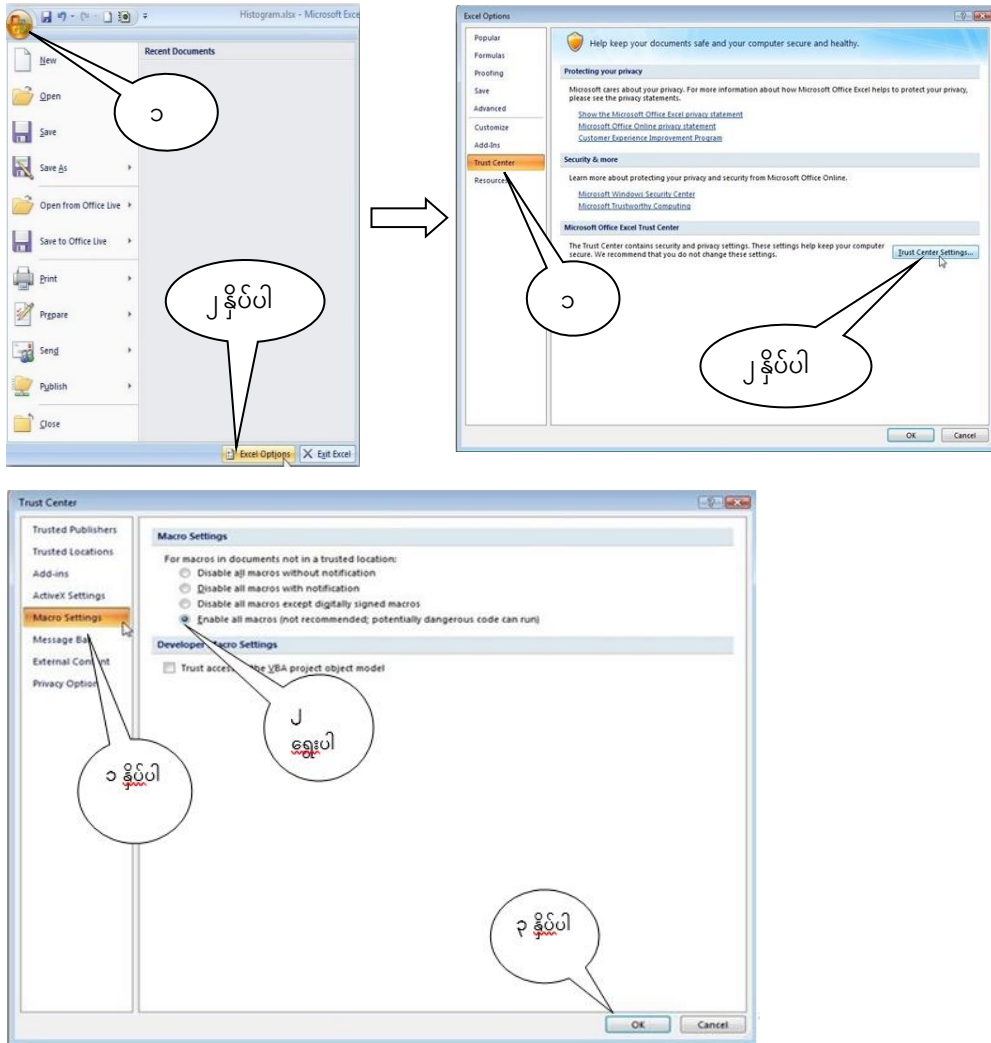 Histogram.xlsx - Microsoft Exce
New
Recent Documents
Open
Save
Save As
Open from Office Live
Save to Office Live
Print
Prepare
Send
Publish
Close
Excel Options
Exit Excel
၁
၂ နှိပ်ပါ
Excel Options
Popular
Formulas
Proofing
Save
Advanced
Customize
Add-Ins
Trust Center
Resources
Help keep your documents safe and your computer secure and healthy.
Protecting your privacy
Microsoft cares about your privacy. For more information about how Microsoft Office Excel helps to protect your privacy,
please see the privacy statements.
Show the Microsoft Office Excel privacy statement
Microsoft Office Online privacy statement
Customer Experience Improvement Program
Security & more
Learn more about protecting your privacy and security from Microsoft Office Online.
Microsoft Windows Security Center
Microsoft Trustworthy Computing
Microsoft Office Excel Trust Center
The Trust Center contains security and privacy settings. These settings help keep your computer
secure. We recommend that you do not change these settings.
Trust Center Settings...
၁
၂ နှိပ်ပါ
OK
Cancel
Trust Center
Trusted Publishers
Trusted Locations
Add-ins
ActiveX Settings
Macro Settings
Message Bar
External Content
Privacy Option
Macro Settings
For macros in documents not in a trusted location:
Disable all macros without notification
Disable all macros with notification
Disable all macros except digitally signed macros
Enable all macros (not recommended; potentially dangerous code can run)
Developer Macro Settings
Trust access to the VBA project object model
၂
ရွေးပါ
၁ နှိပ်ပါ
၃ နှိပ်ပါ
OK
Cancel